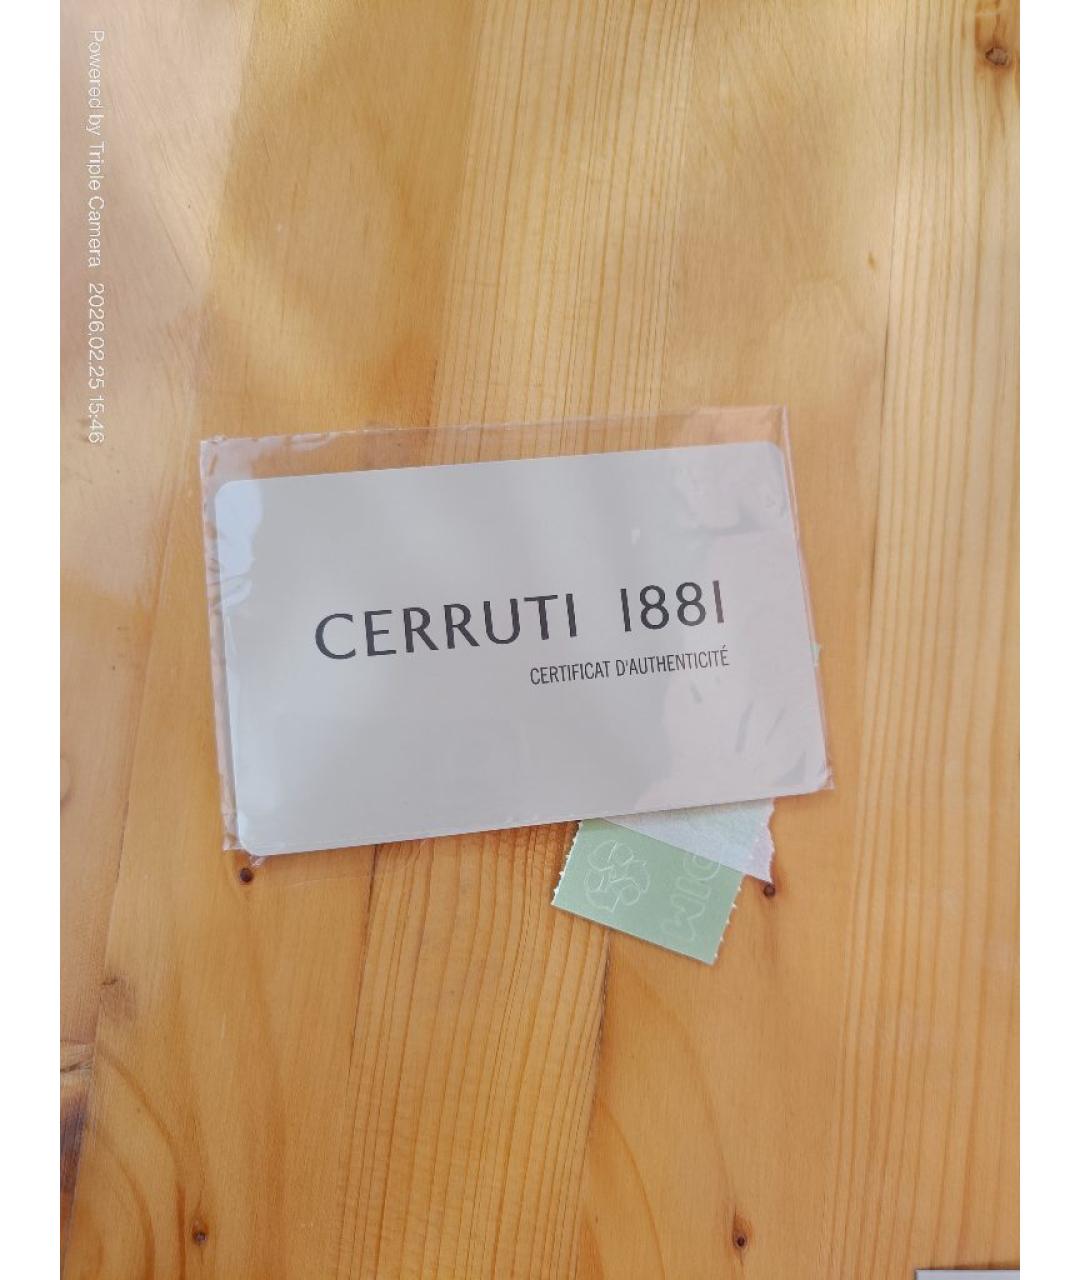 Powered by Triple Camera 2026.02.25 15:46
CERRUTI 1881
CERTIFICAT D'AUTHENTICITÉ